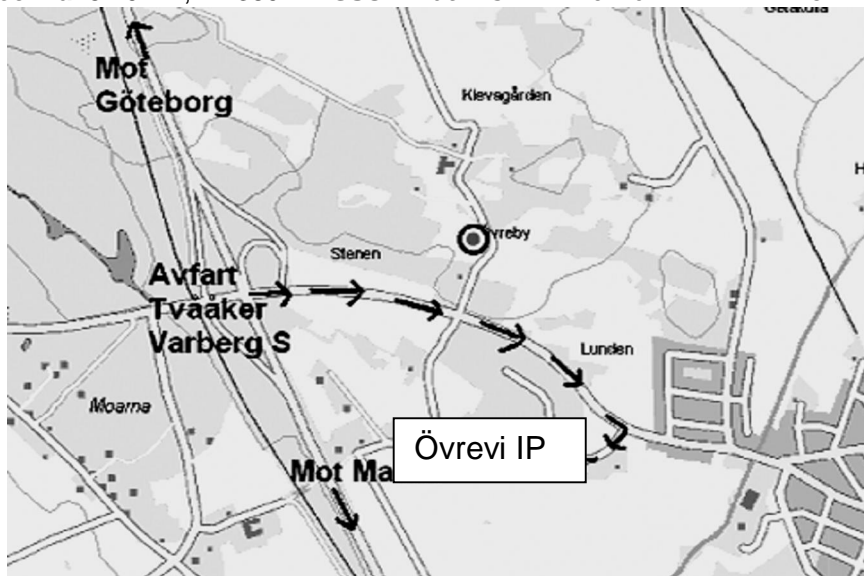 Mot
Göteborg
Klevagården
Stenen
Avfart
Tvååker
Varberg S
Lunden
Moarna
Övrevi IP
Mot Ma